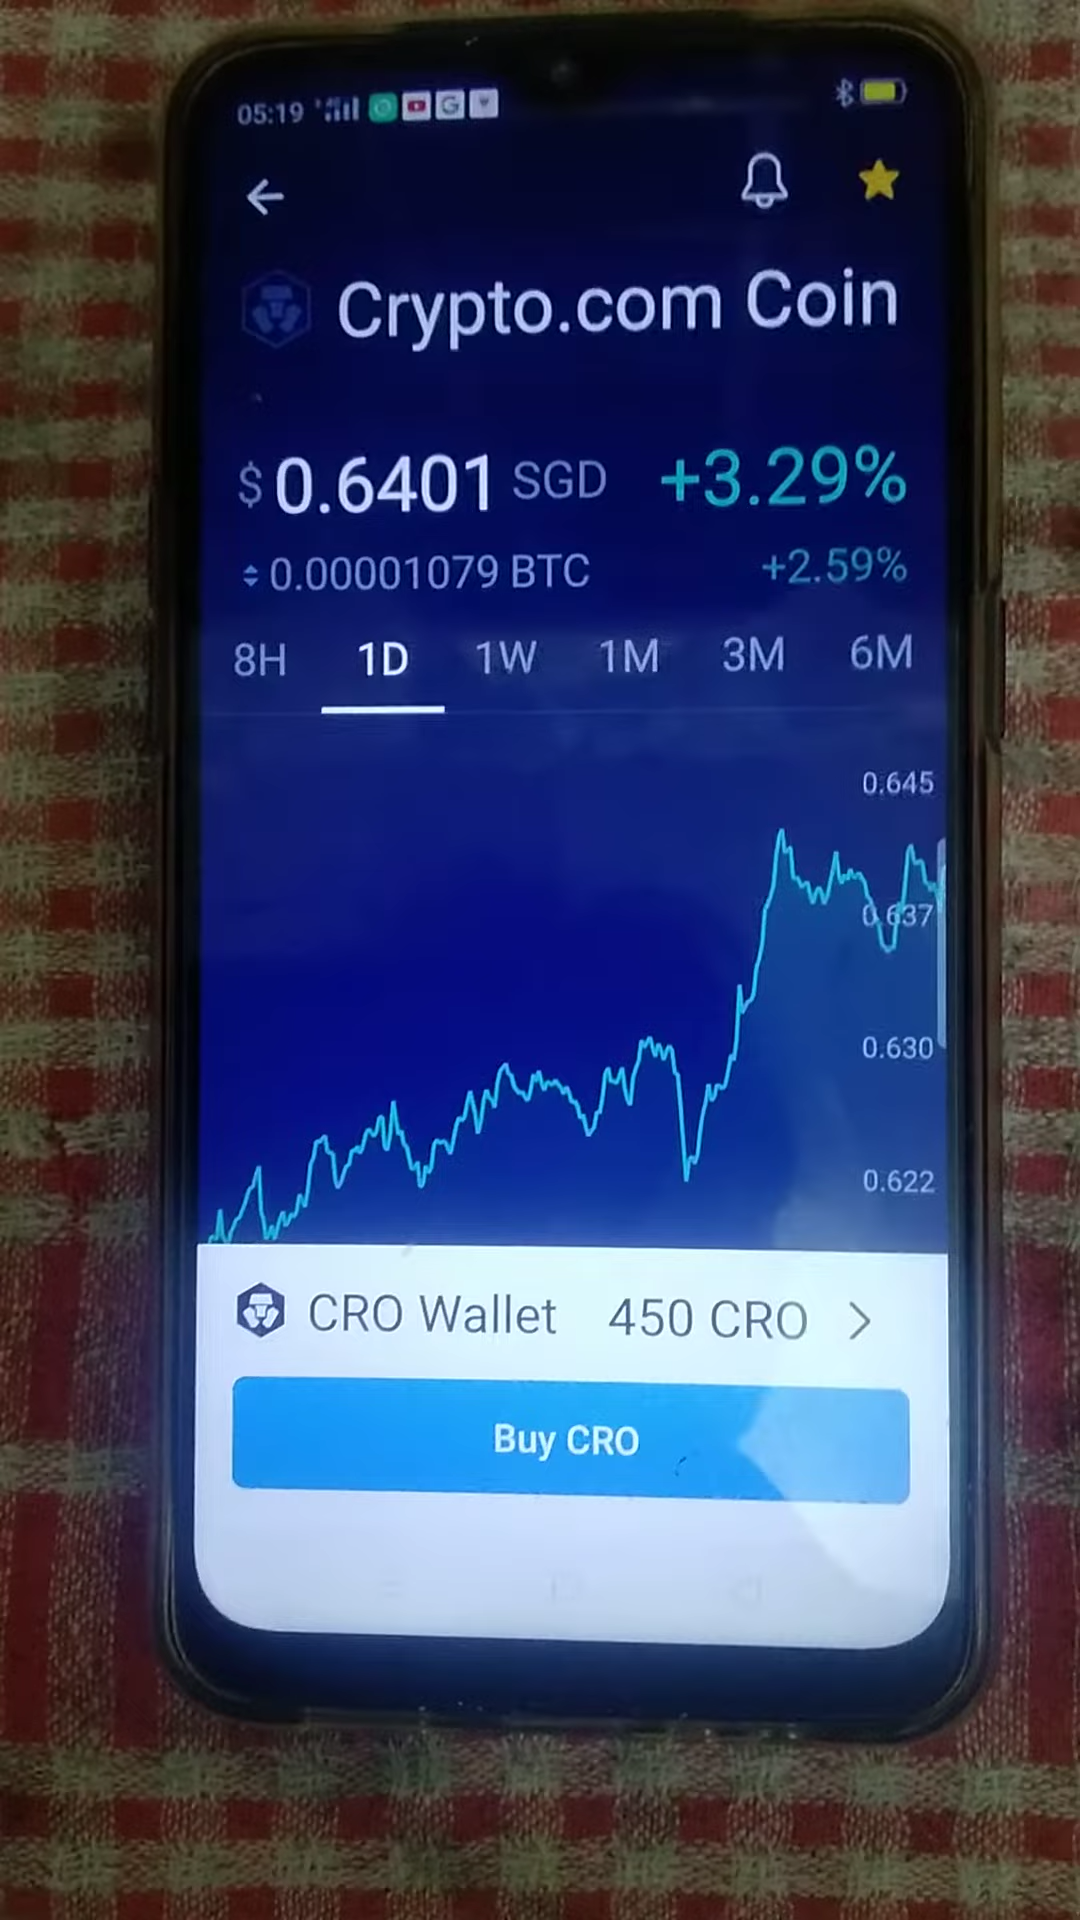 05:19
Crypto.com Coin
$ 0.6401 SGD +3.29%
0.00001079 BTC +2.59%
8H 1D 1W 1M 3M 6M
0.645
0.637
0.630
0.622
CRO Wallet 450 CRO
Buy CRO